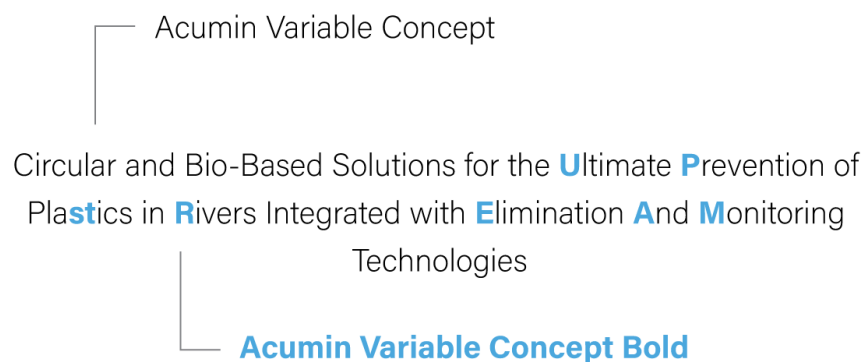 Acumin Variable Concept
Circular and Bio-Based Solutions for the Ultimate Prevention of
Plastics in Rivers Integrated with Elimination And Monitoring
Technologies
Acumin Variable Concept Bold